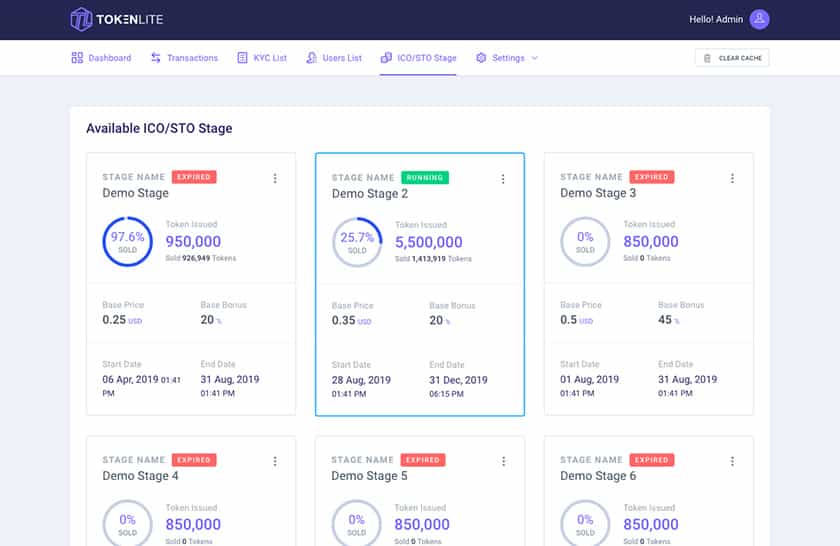 TOKENLITE
Hello! Admin
Dashboard Transactions KYC List Users List ICO/STO Stage Settings CLEAR CACHE
Available ICO/STO Stage
STAGE NAME EXPIRED
Demo Stage
97.6%
SOLD
Token Issued
950,000
Sold 926,949 Tokens
Base Price Base Bonus
0.25 USD 20 %
Start Date End Date
06 Apr, 2019 01:41 31 Aug, 2019
PM 01:41 PM
STAGE NAME RUNNING
Demo Stage 2
25.7%
SOLD
Token Issued
5,500,000
Sold 1,413,919 Tokens
Base Price Base Bonus
0.35 USD 20 %
Start Date End Date
28 Aug, 2019 31 Dec, 2019
01:41 PM 06:15 PM
STAGE NAME EXPIRED
Demo Stage 3
0%
SOLD
Token Issued
850,000
Sold 0 Tokens
Base Price Base Bonus
0.5 USD 45 %
Start Date End Date
01 Aug, 2019 31 Aug, 2019
01:41 PM 01:41 PM
STAGE NAME EXPIRED
Demo Stage 4
0%
SOLD
Token Issued
850,000
Sold 0 Tokens
STAGE NAME EXPIRED
Demo Stage 5
0%
SOLD
Token Issued
850,000
Sold 0 Tokens
STAGE NAME EXPIRED
Demo Stage 6
0%
SOLD
Token Issued
850,000
Sold 0 Tokens